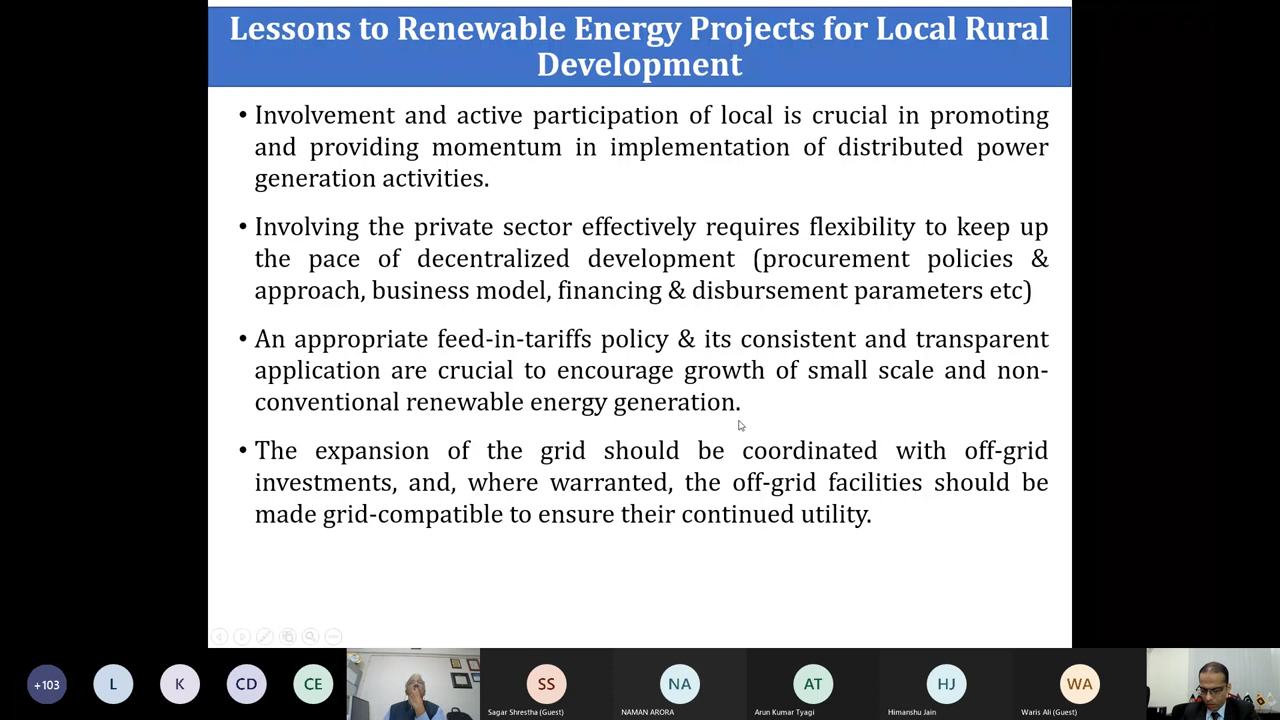 Lessons to Renewable Energy Projects for Local Rural
Development
• Involvement and active participation of local is crucial in promoting
and providing momentum in implementation of distributed power
generation activities.
• Involving the private sector effectively requires flexibility to keep up
the pace of decentralized development (procurement policies &
approach, business model, financing & disbursement parameters etc)
• An appropriate feed-in-tariffs policy & its consistent and transparent
application are crucial to encourage growth of small scale and non-
conventional renewable energy generation.
• The expansion of the grid should be coordinated with off-grid
investments, and, where warranted, the off-grid facilities should be
made grid-compatible to ensure their continued utility.
+103 L K CD CE SS NA AT HJ WA
Sagar Shrestha (Guest) NAMAN ARORA Arun Kumar Tyagi Himanshu Jain Waris Ali (Guest)